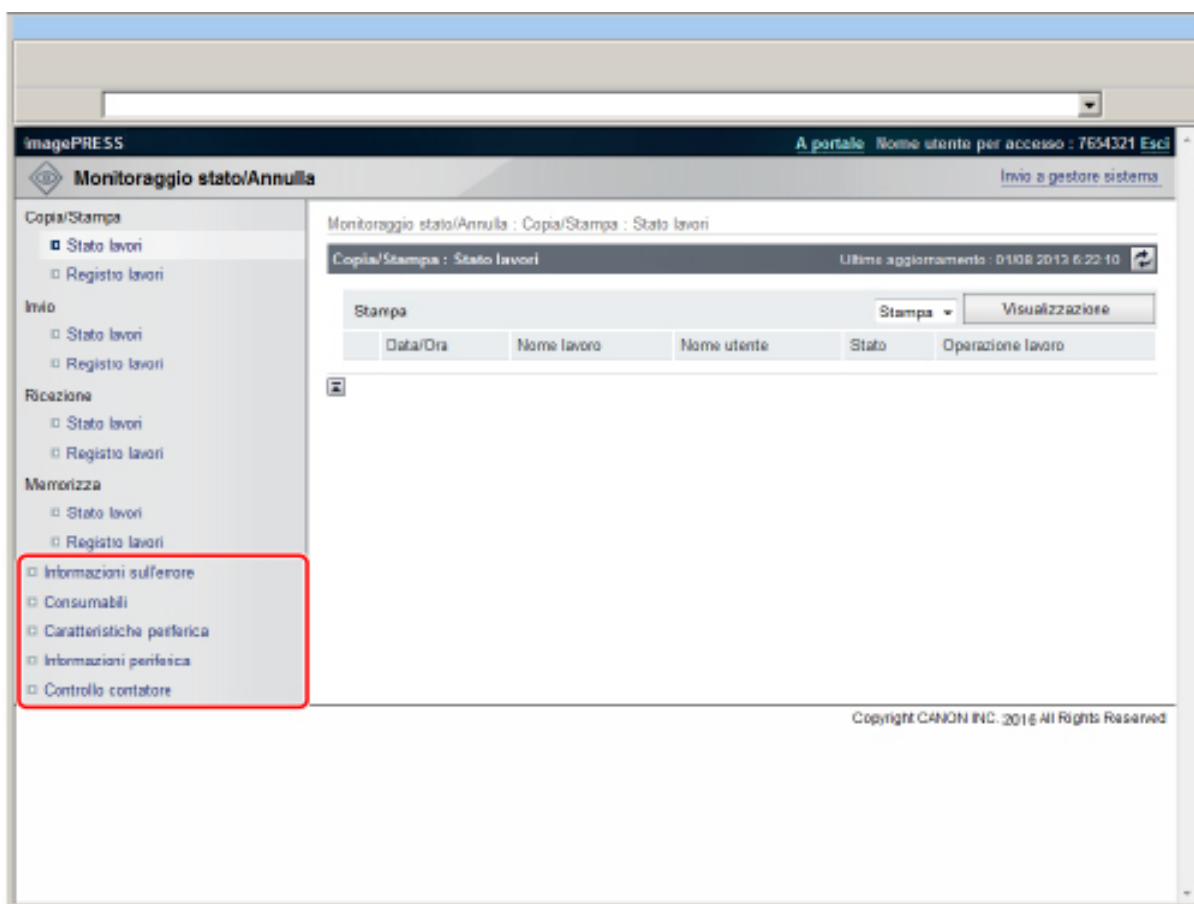 imagePRESS
A portale Nome utente per accesso : 7654321 Esci
Monitoraggio stato/Annulla
Invio a gestore sistema
Copia/Stampa
Stato lavori
Registro lavori
Invio
Stato lavori
Registro lavori
Ricezione
Stato lavori
Registro lavori
Memorizza
Stato lavori
Registro lavori
Informazioni sull'errore
Consumabili
Caratteristiche periferica
Informazioni periferica
Controllo contatore
Monitoraggio stato/Annulla : Copia/Stampa : Stato lavori
Copia/Stampa : Stato lavori
Ultimo aggiornamento : 01/08 2013 6:22:10
Stampa
Stampa
Visualizzazione
Data/Ora Nome lavoro Nome utente Stato Operazione lavoro
Copyright CANON INC. 2016 All Rights Reserved